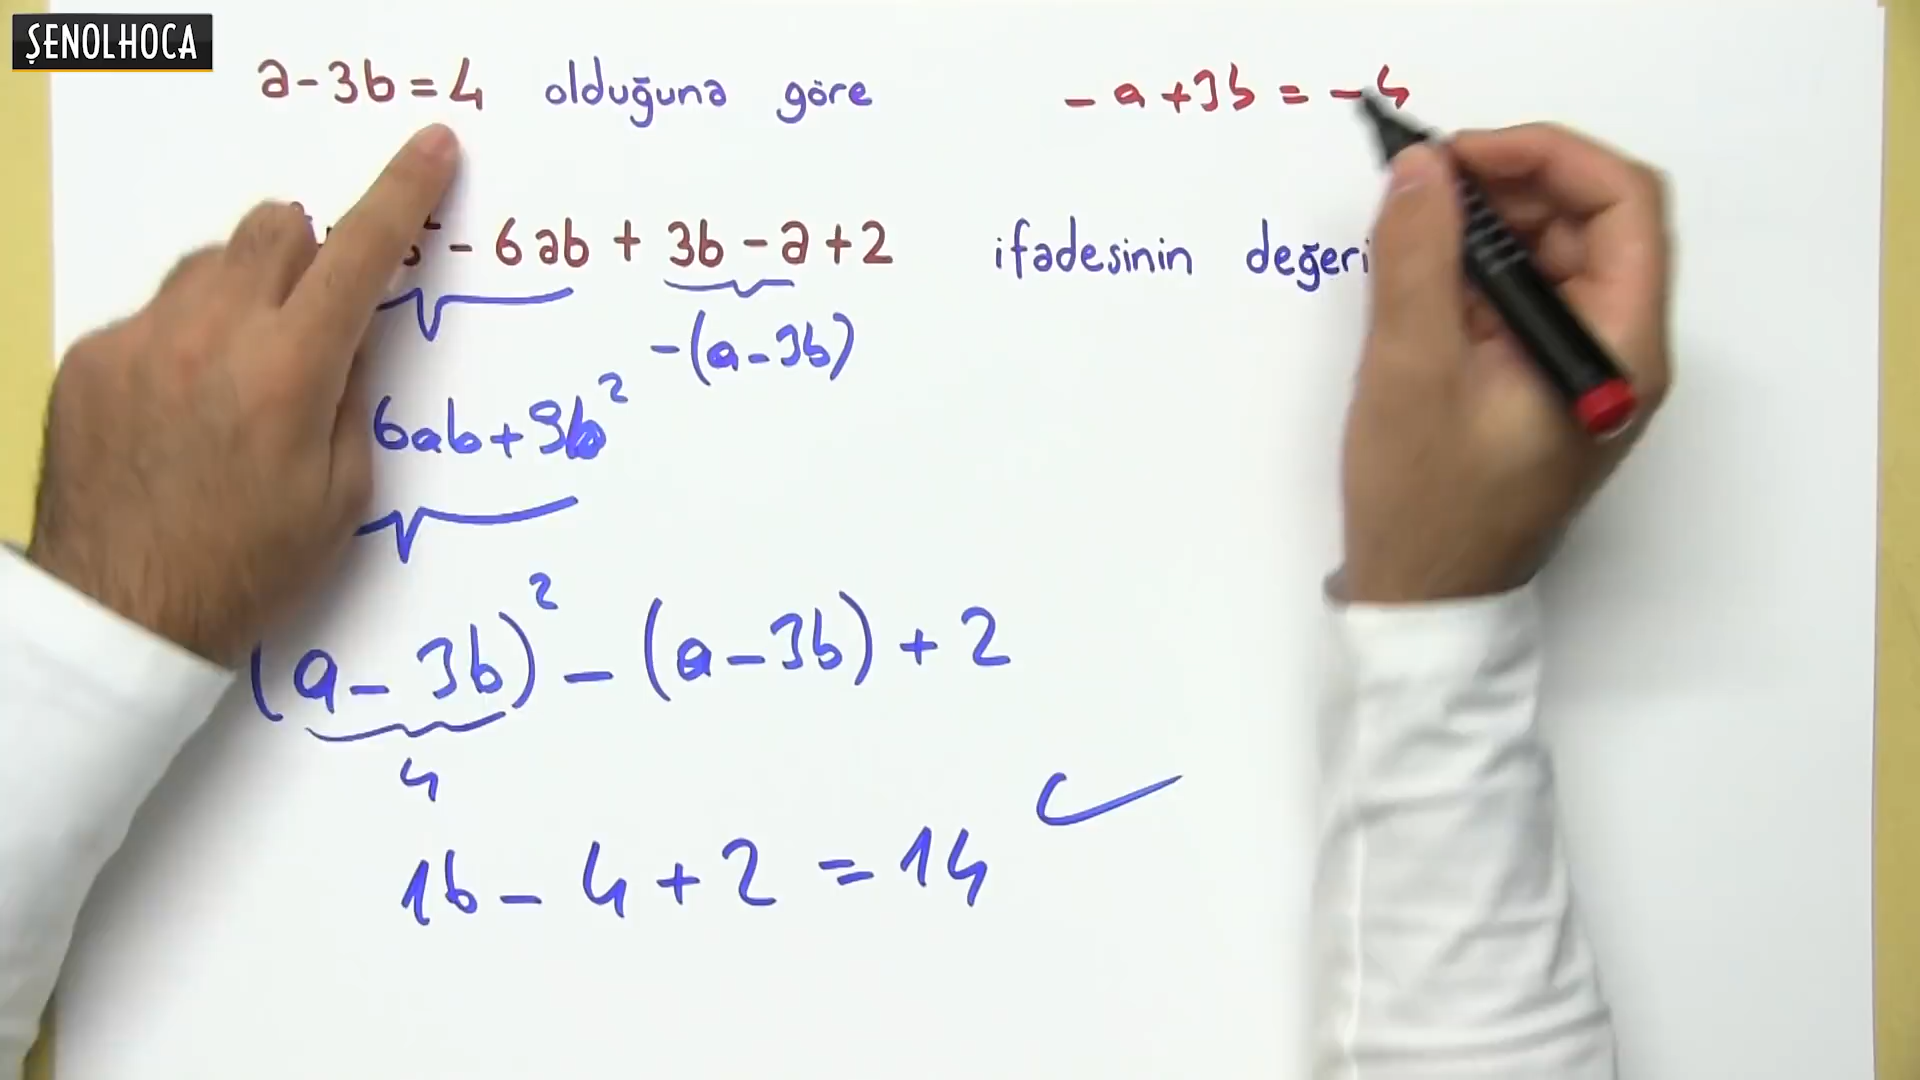 ŞENOLHOCA
a-3b=4 olduğuna göre
-a+3b=-4
- 6ab + 3b - a + 2 ifadesinin değeri
-(a-3b)
6ab+9b²
(a-3b)² - (a-3b) + 2
4
16 - 4 + 2 = 14